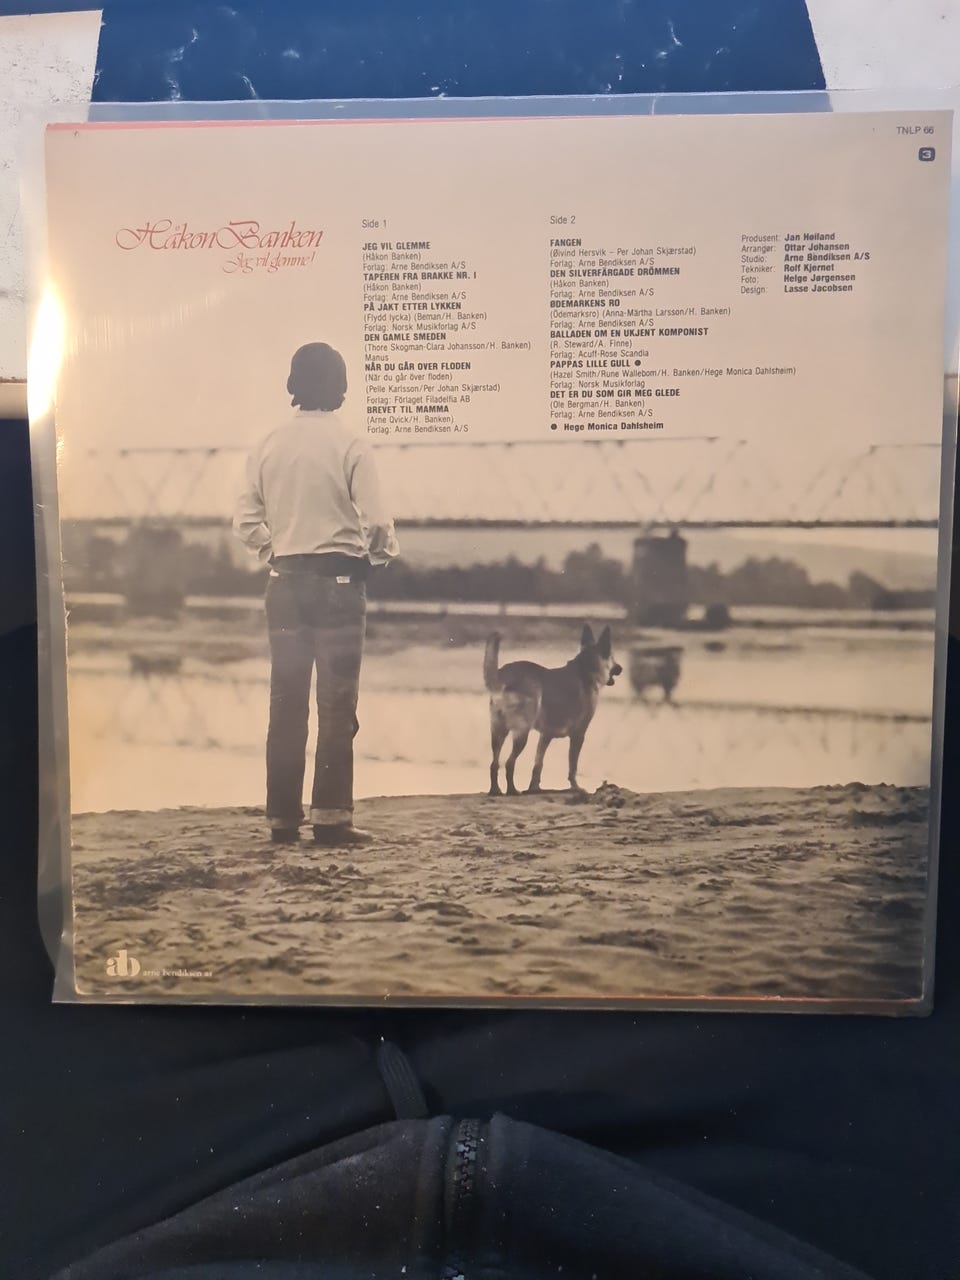 TNLP 66
3
Håkon Banken
Jeg vil glemme!
Side 1
JEG VIL GLEMME
(Håkon Banken)
Forlag: Arne Bendiksen A/S
TAPEREN FRA BRAKKE NR. 1
(Håkon Banken)
Forlag: Arne Bendiksen A/S
PÅ JAKT ETTER LYKKEN
(Flydd lycka) (Beman/H. Banken)
Forlag: Norsk Musikforlag A/S
DEN GAMLE SMEDEN
(Thore Skogman-Clara Johansson/H. Banken)
Manus
NÅR DU GÅR OVER FLODEN
(När du går över floden)
(Pelle Karlsson/Per Johan Skjærstad)
Forlag: Förlaget Filadelfia AB
BREVET TIL MAMMA
(Arne Qvick/H. Banken)
Forlag: Arne Bendiksen A/S
Side 2
FANGEN
(Øivind Hersvik - Per Johan Skjærstad)
Forlag: Arne Bendiksen A/S
DEN SILVERFÄRGADE DRÖMMEN
(Håkon Banken)
Forlag: Arne Bendiksen A/S
ØDEMARKENS RO
(Ödemarksro) (Anna-Märtha Larsson/H. Banken)
Forlag: Arne Bendiksen A/S
BALLADEN OM EN UKJENT KOMPONIST
(R. Steward/A. Finne)
Forlag: Acuff-Rose Scandia
PAPPAS LILLE GULL ●
(Hazel Smith/Rune Wallebom/H. Banken/Hege Monica Dahlsheim)
Forlag: Norsk Musikforlag
DET ER DU SOM GIR MEG GLEDE
(Ole Bergman/H. Banken)
Forlag: Arne Bendiksen A/S
● Hege Monica Dahlsheim
Produsent: Jan Høiland
Arrangør: Ottar Johansen
Studio: Arne Bendiksen A/S
Tekniker: Rolf Kjernet
Foto: Helge Jørgensen
Design: Lasse Jacobsen
ab arne bendiksen as